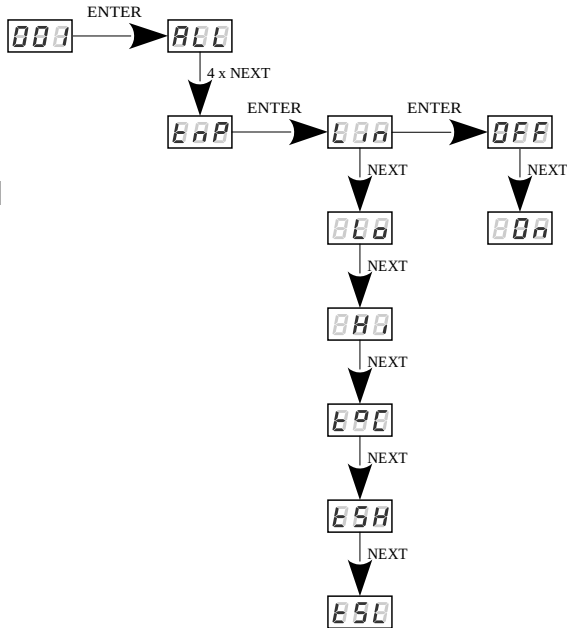 ENTER
001
ALL
4 x NEXT
ENTER
ENTER
tnP
Lin
OFF
NEXT
NEXT
Lo
On
NEXT
Hi
NEXT
t°C
NEXT
tSH
NEXT
tSL